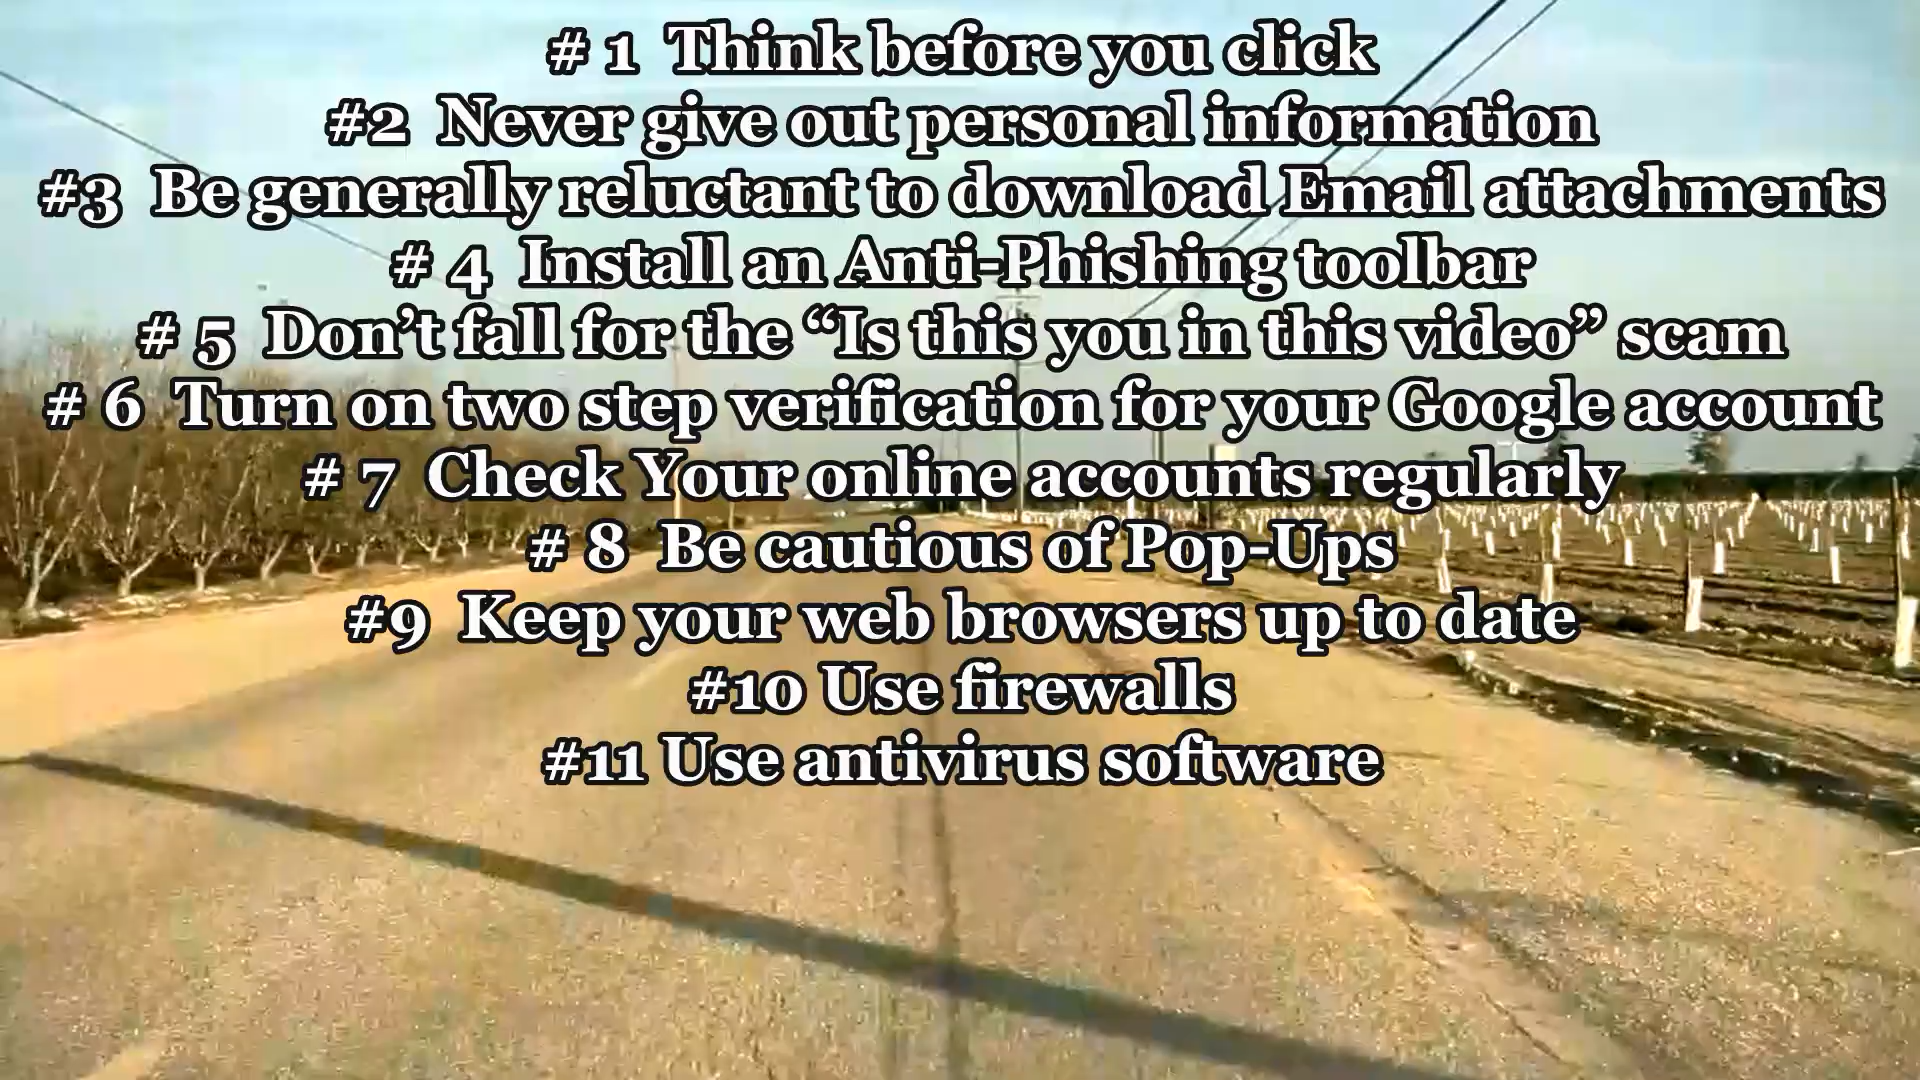 # 1 Think before you click
#2 Never give out personal information
#3 Be generally reluctant to download Email attachments
# 4 Install an Anti-Phishing toolbar
# 5 Don’t fall for the “Is this you in this video” scam
# 6 Turn on two step verification for your Google account
# 7 Check Your online accounts regularly
# 8 Be cautious of Pop-Ups
#9 Keep your web browsers up to date
#10 Use firewalls
#11 Use antivirus software